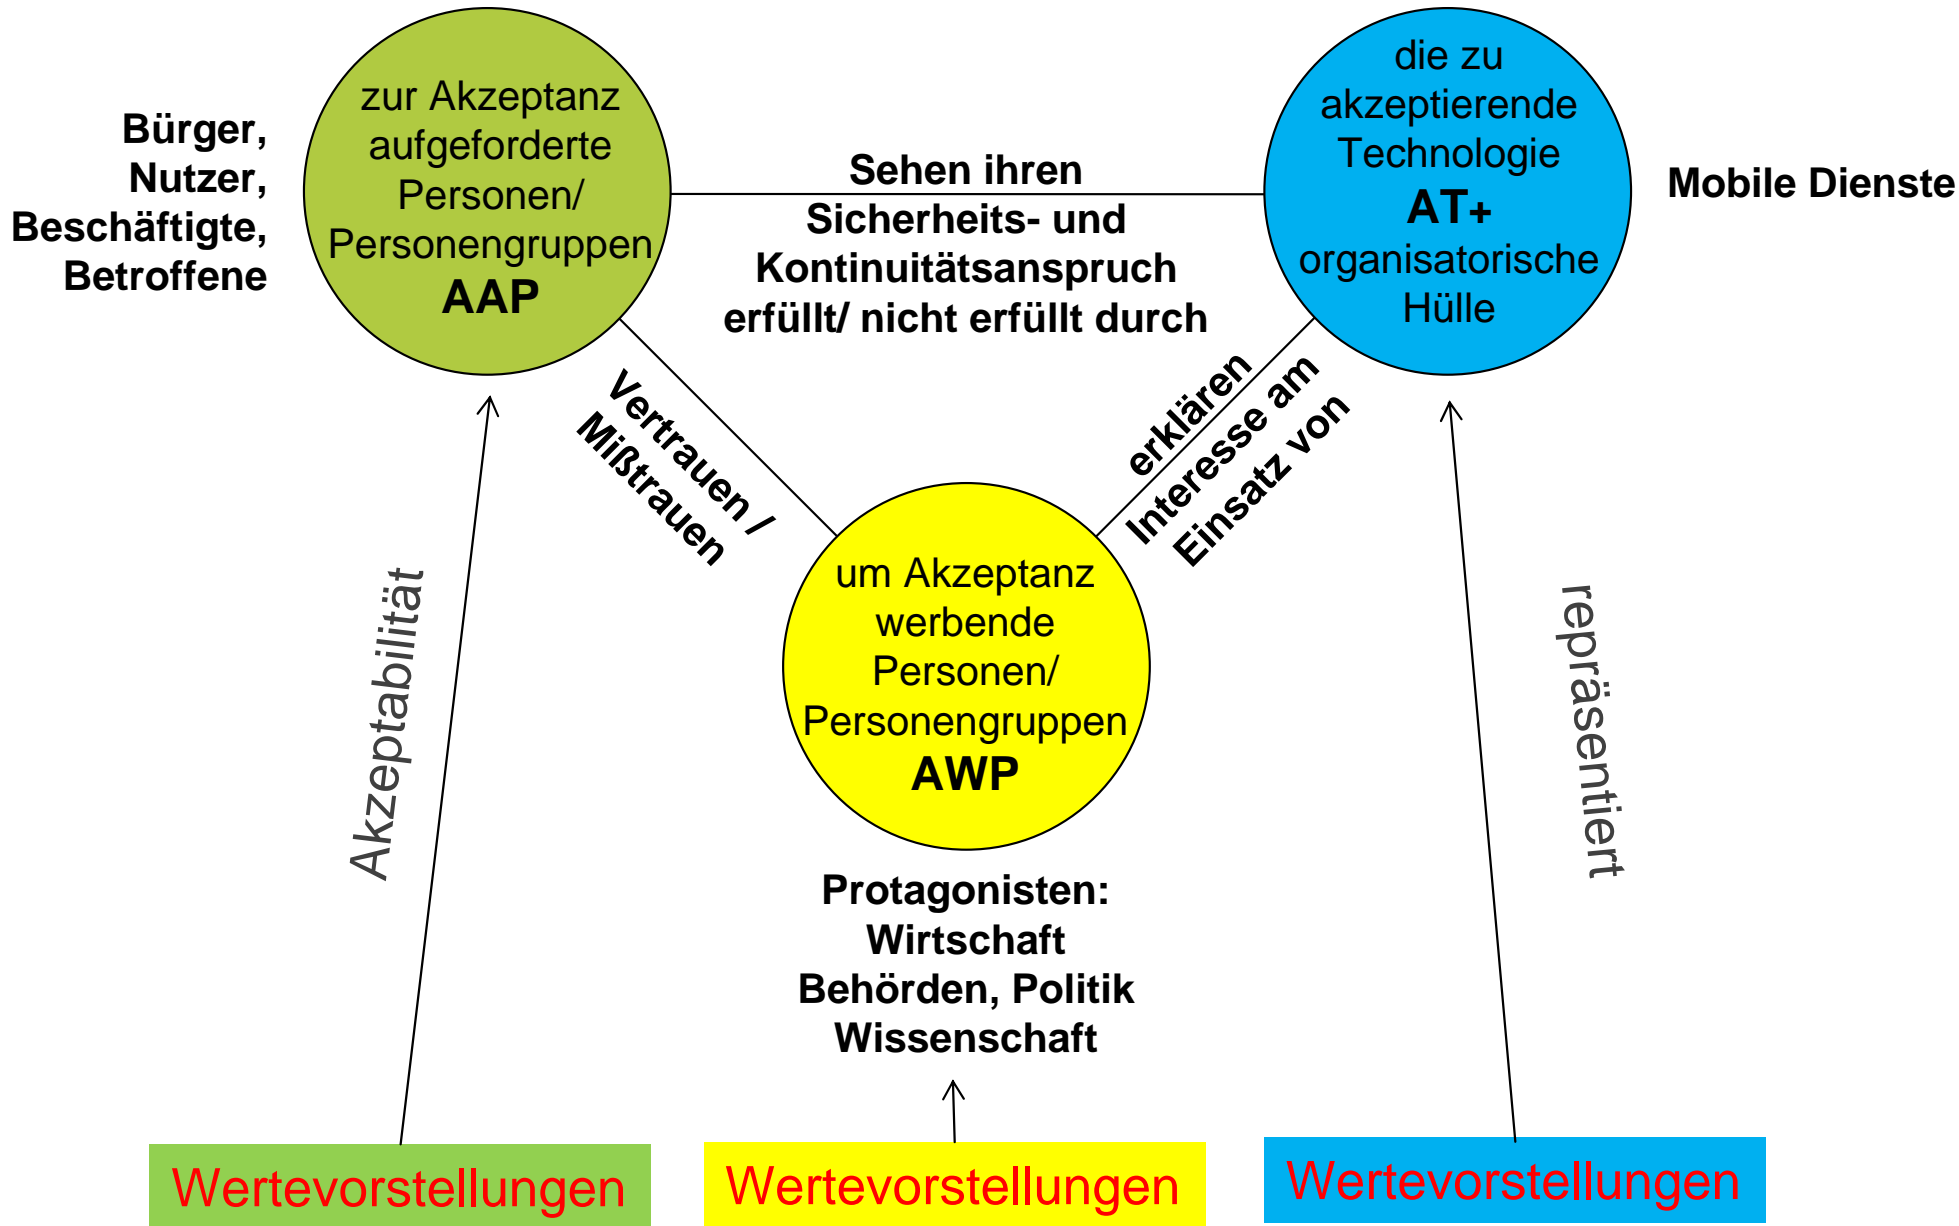 Bürger,
Nutzer,
Beschäftigte,
Betroffene
zur Akzeptanz
aufgeforderte
Personen/
Personengruppen
AAP
Sehen ihren
Sicherheits- und
Kontinuitätsanspruch
erfüllt/ nicht erfüllt durch
die zu
akzeptierende
Technologie
AT+
organisatorische
Hülle
Mobile Dienste
Vertrauen /
Mißtrauen
erklären
Interesse am
Einsatz von
um Akzeptanz
werbende
Personen/
Personengruppen
AWP
Akzeptabilität
repräsentiert
Protagonisten:
Wirtschaft
Behörden, Politik
Wissenschaft
Wertevorstellungen
Wertevorstellungen
Wertevorstellungen